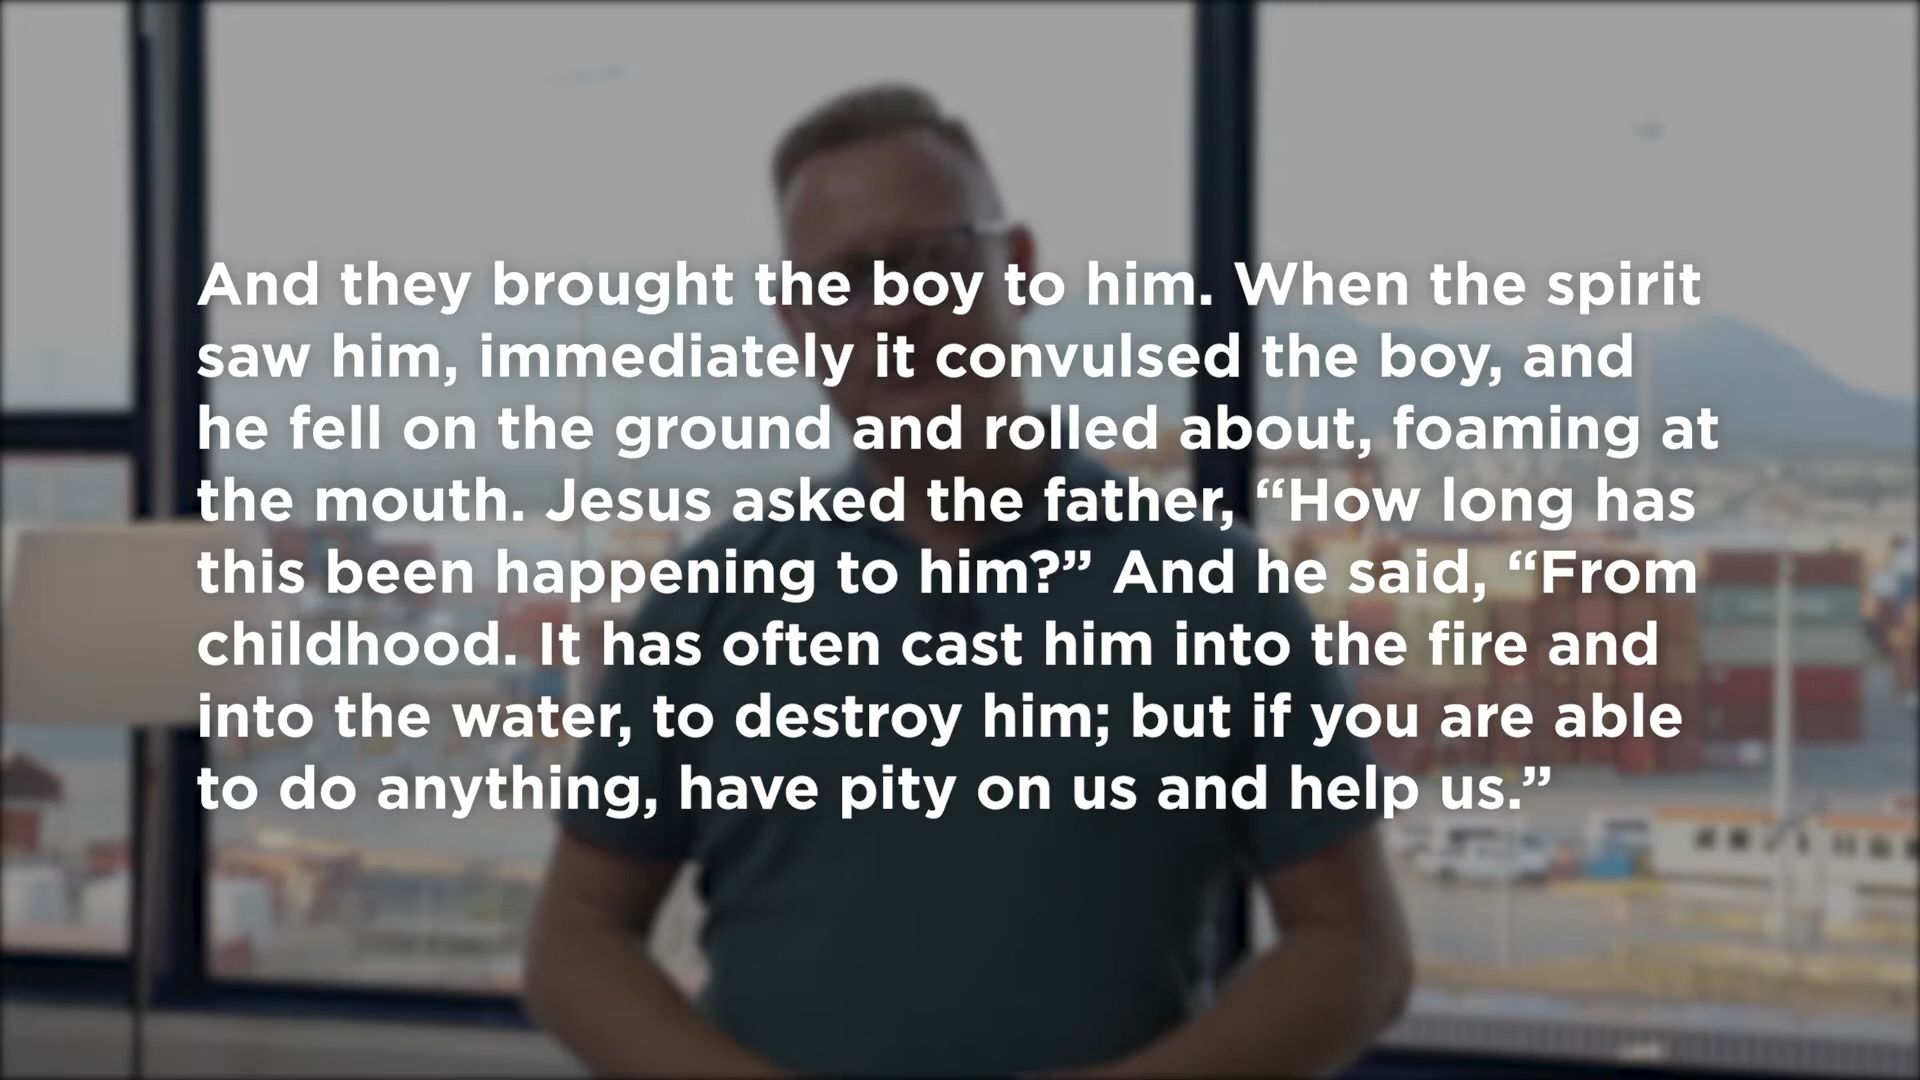 And they brought the boy to him. When the spirit
saw him, immediately it convulsed the boy, and
he fell on the ground and rolled about, foaming at
the mouth. Jesus asked the father, “How long has
this been happening to him?” And he said, “From
childhood. It has often cast him into the fire and
into the water, to destroy him; but if you are able
to do anything, have pity on us and help us.”